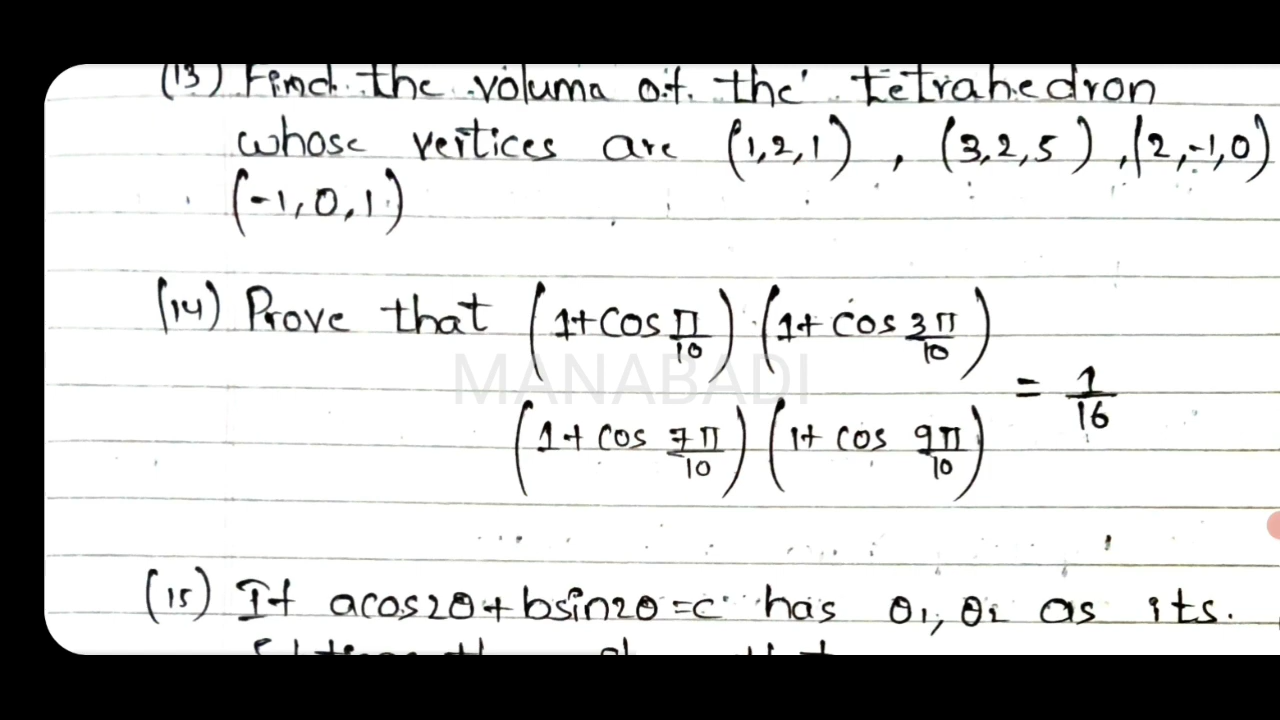 (13) Find the voluma of the tetrahedron
whose vertices are (1,2,1) , (3,2,5) ,(2,-1,0)
(-1,0,1)
(14) Prove that (1+cos π/10) · (1+ cos 3π/10)
(1+ cos 7π/10) (1+ cos 9π/10) = 1/16
MANABADI
(15) If acos2θ+bsin2θ=c has θ1, θ2 as its.